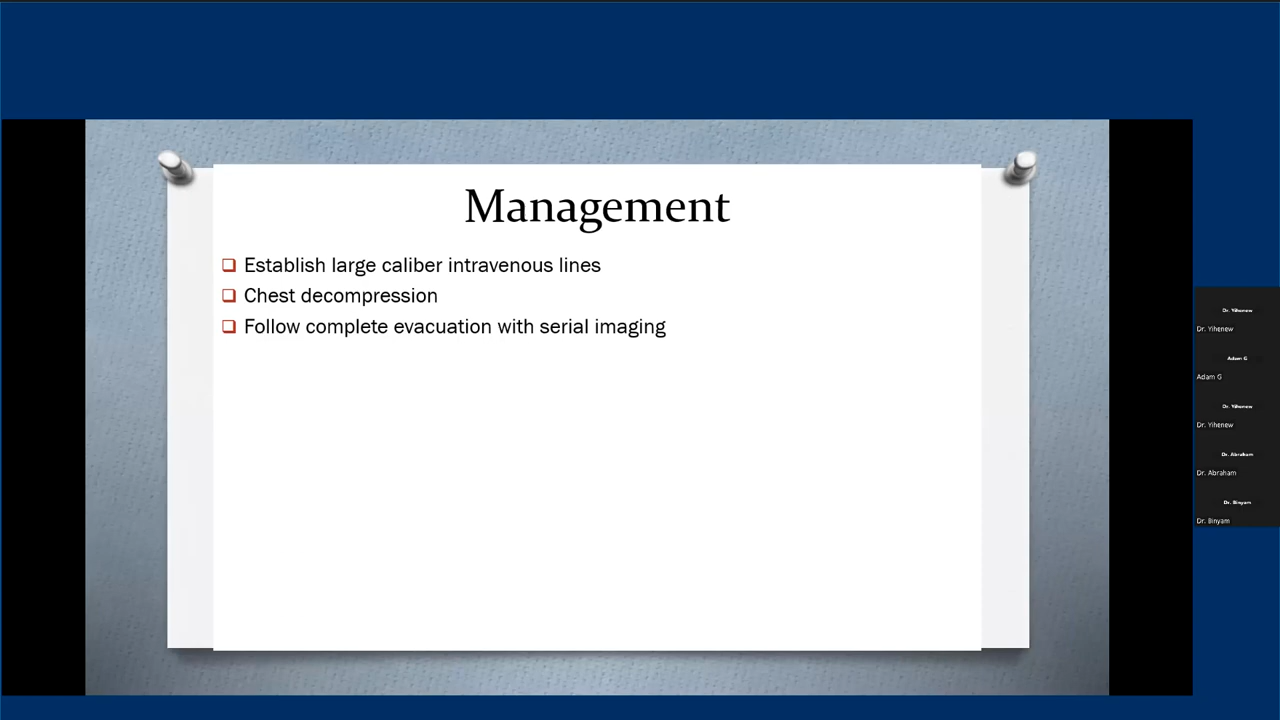 Management
Establish large caliber intravenous lines
Chest decompression
Follow complete evacuation with serial imaging
Dr. Yihenew
Dr. Yihenew
Adam G
Adam G
Dr. Yihenew
Dr. Yihenew
Dr. Abraham
Dr. Abraham
Dr. Binyam
Dr. Binyam